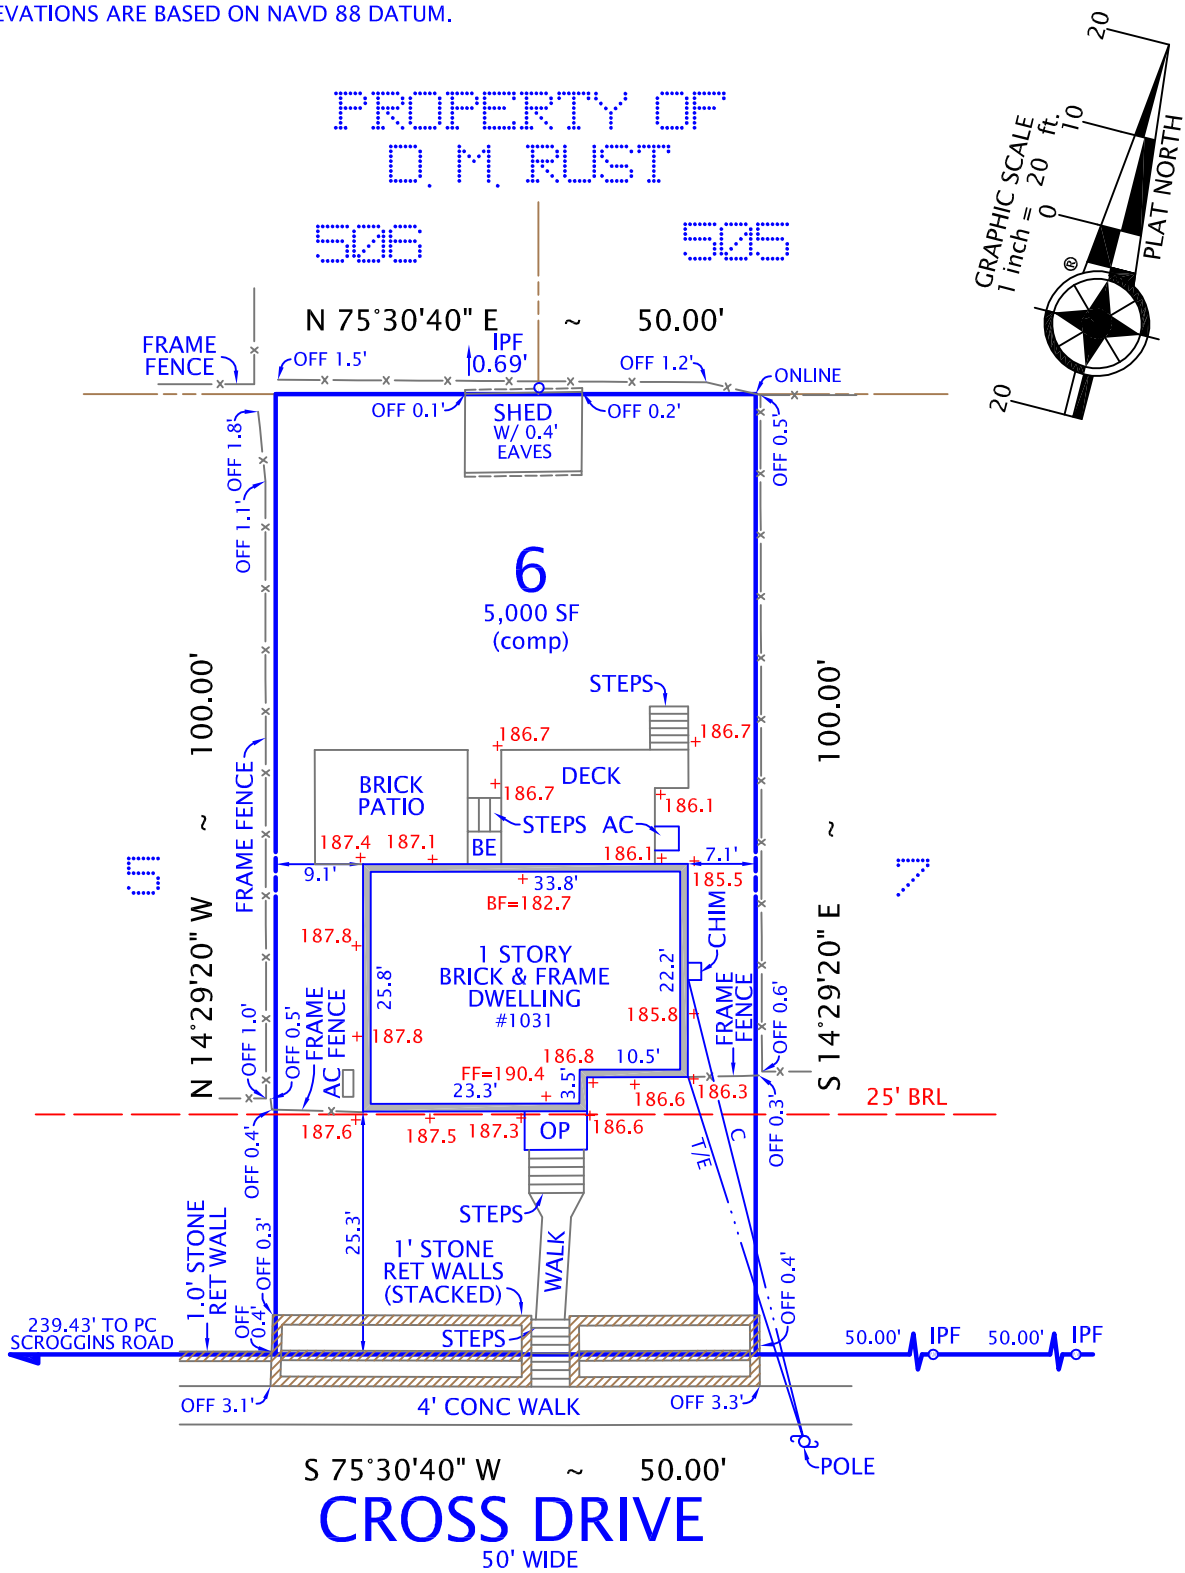 EVATIONS ARE BASED ON NAVD 88 DATUM.
PROPERTY OF
D. M. RUST
506
505
GRAPHIC SCALE
1 inch = 20 ft.
20
10
0
20
PLAT NORTH
®
N 75°30'40" E ~ 50.00'
FRAME
FENCE
OFF 1.5'
IPF
0.69'
OFF 1.2'
ONLINE
OFF 0.1'
SHED
W/ 0.4'
EAVES
OFF 0.2'
OFF 0.5'
OFF 1.8'
OFF 1.1'
6
5,000 SF
(comp)
N 14°29'20" W ~ 100.00'
S 14°29'20" E ~ 100.00'
STEPS
186.7
186.7
BRICK
PATIO
DECK
186.7
186.1
FRAME FENCE
187.4
187.1
BE
STEPS
AC
186.1
7.1'
185.5
5
7
9.1'
33.8'
BF=182.7
187.8
25.8'
1 STORY
BRICK & FRAME
DWELLING
#1031
22.2'
CHIM
185.8
FRAME
FENCE
OFF 0.6'
OFF 1.0'
OFF 0.5'
FRAME
FENCE
AC
187.8
186.8
10.5'
FF=190.4
23.3'
3.5'
186.6
186.3
25' BRL
187.6
187.5
187.3
OP
186.6
OFF 0.3'
OFF 0.4'
T/E
C
STEPS
25.3'
WALK
1' STONE
RET WALLS
(STACKED)
1.0' STONE
RET WALL
OFF 0.3'
OFF
0.4'
OFF 0.4'
STEPS
239.43' TO PC
SCROGGINS ROAD
50.00'
IPF
50.00'
IPF
OFF 3.1'
4' CONC WALK
OFF 3.3'
POLE
S 75°30'40" W ~ 50.00'
CROSS DRIVE
50' WIDE